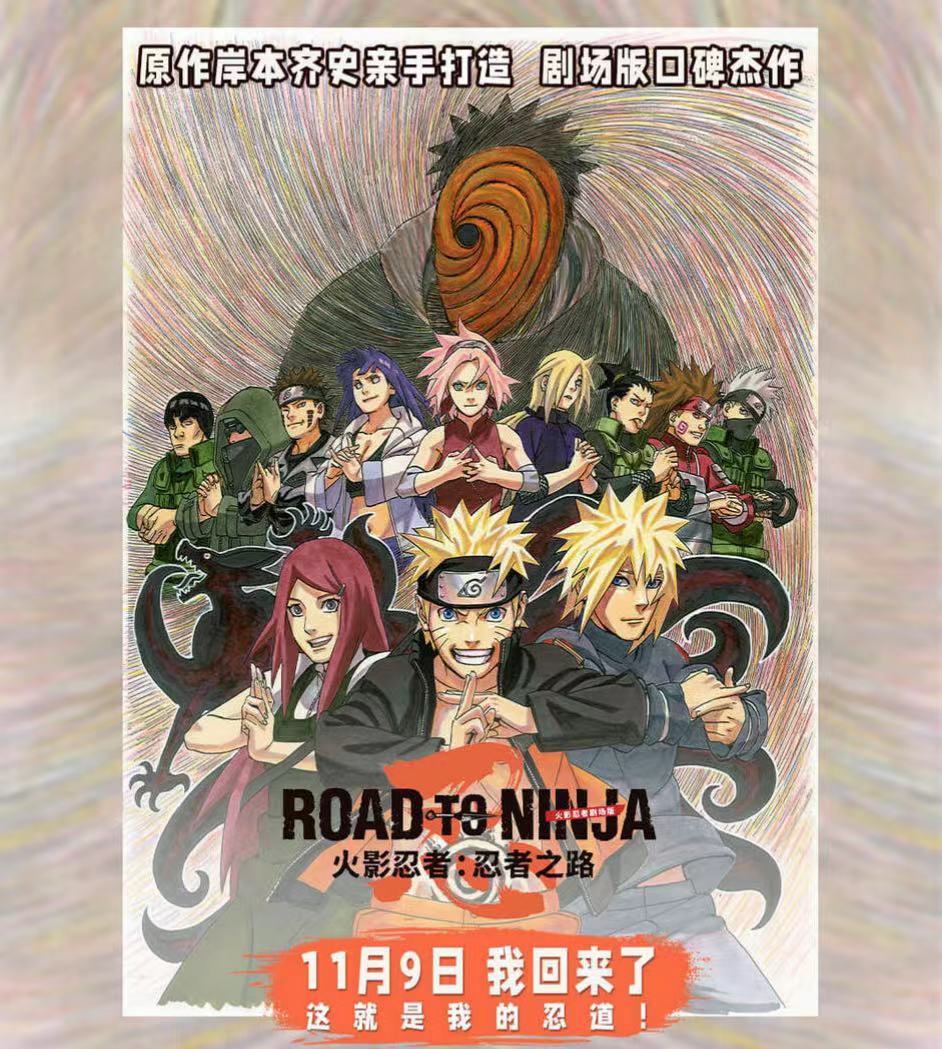 原作岸本齐史亲手打造 剧场版口碑杰作
ROAD TO NINJA
火影忍者剧场版
火影忍者：忍者之路
11月9日 我回来了
这就是我的忍道！